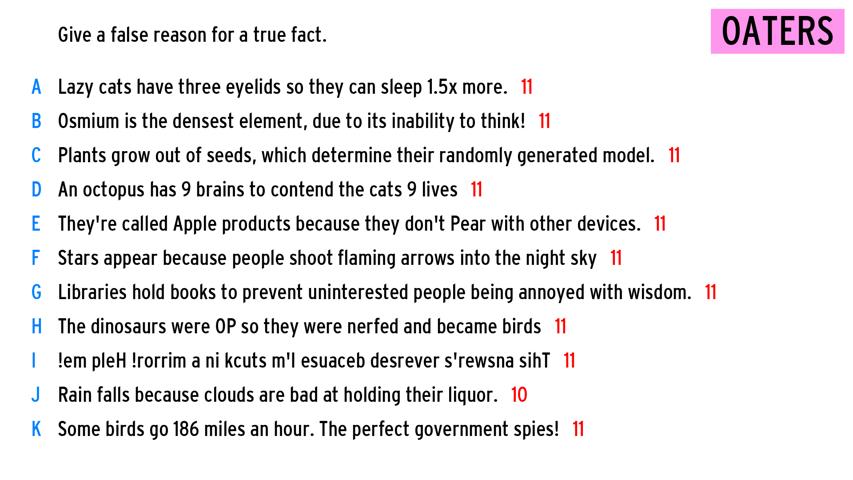 Give a false reason for a true fact.
OATERS
A Lazy cats have three eyelids so they can sleep 1.5x more. 11
B Osmium is the densest element, due to its inability to think! 11
C Plants grow out of seeds, which determine their randomly generated model. 11
D An octopus has 9 brains to contend the cats 9 lives 11
E They're called Apple products because they don't Pear with other devices. 11
F Stars appear because people shoot flaming arrows into the night sky 11
G Libraries hold books to prevent uninterested people being annoyed with wisdom. 11
H The dinosaurs were OP so they were nerfed and became birds 11
I !em pleH !rorrim a ni kcuts m'I esuaceb desrever s'rewsna sihT 11
J Rain falls because clouds are bad at holding their liquor. 10
K Some birds go 186 miles an hour. The perfect government spies! 11